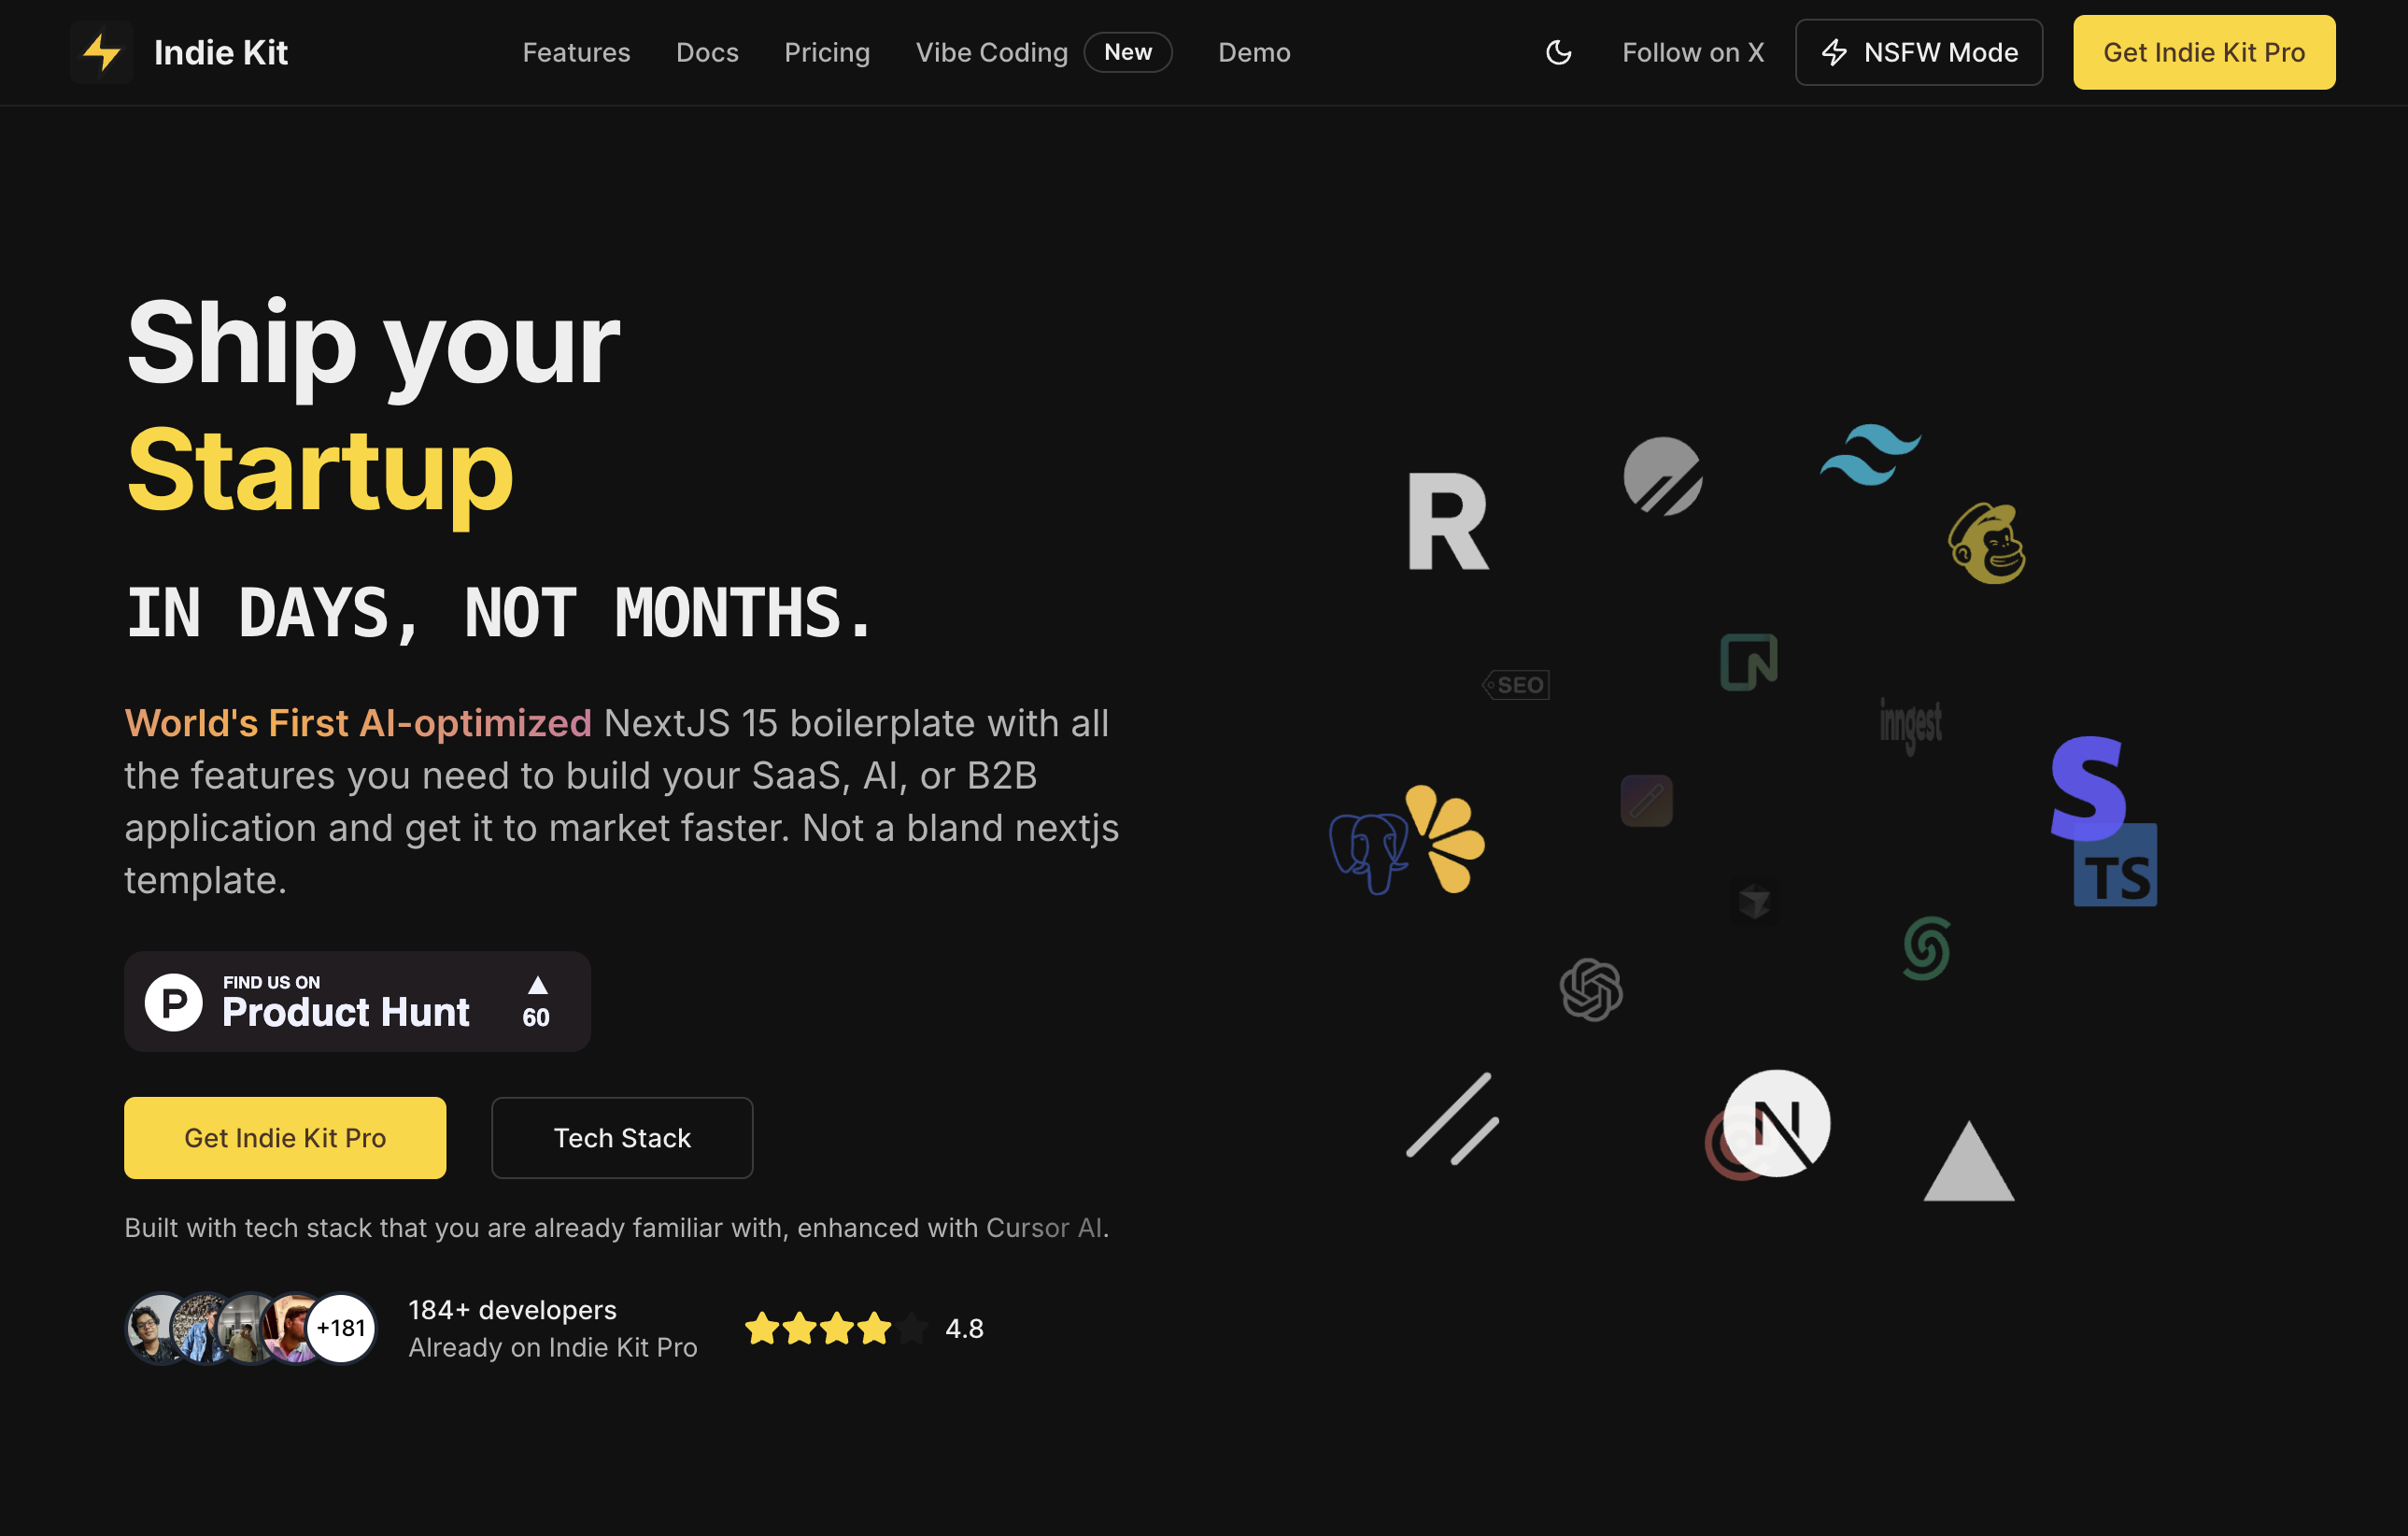 Indie Kit
Features Docs Pricing Vibe Coding New Demo
Follow on X
NSFW Mode
Get Indie Kit Pro
Ship your
Startup
IN DAYS, NOT MONTHS.
World's First AI-optimized NextJS 15 boilerplate with all
the features you need to build your SaaS, AI, or B2B
application and get it to market faster. Not a bland nextjs
template.
FIND US ON
Product Hunt
60
Get Indie Kit Pro
Tech Stack
Built with tech stack that you are already familiar with, enhanced with Cursor AI.
+181
184+ developers
Already on Indie Kit Pro
4.8
R
SEO
inngest
S
TS
N